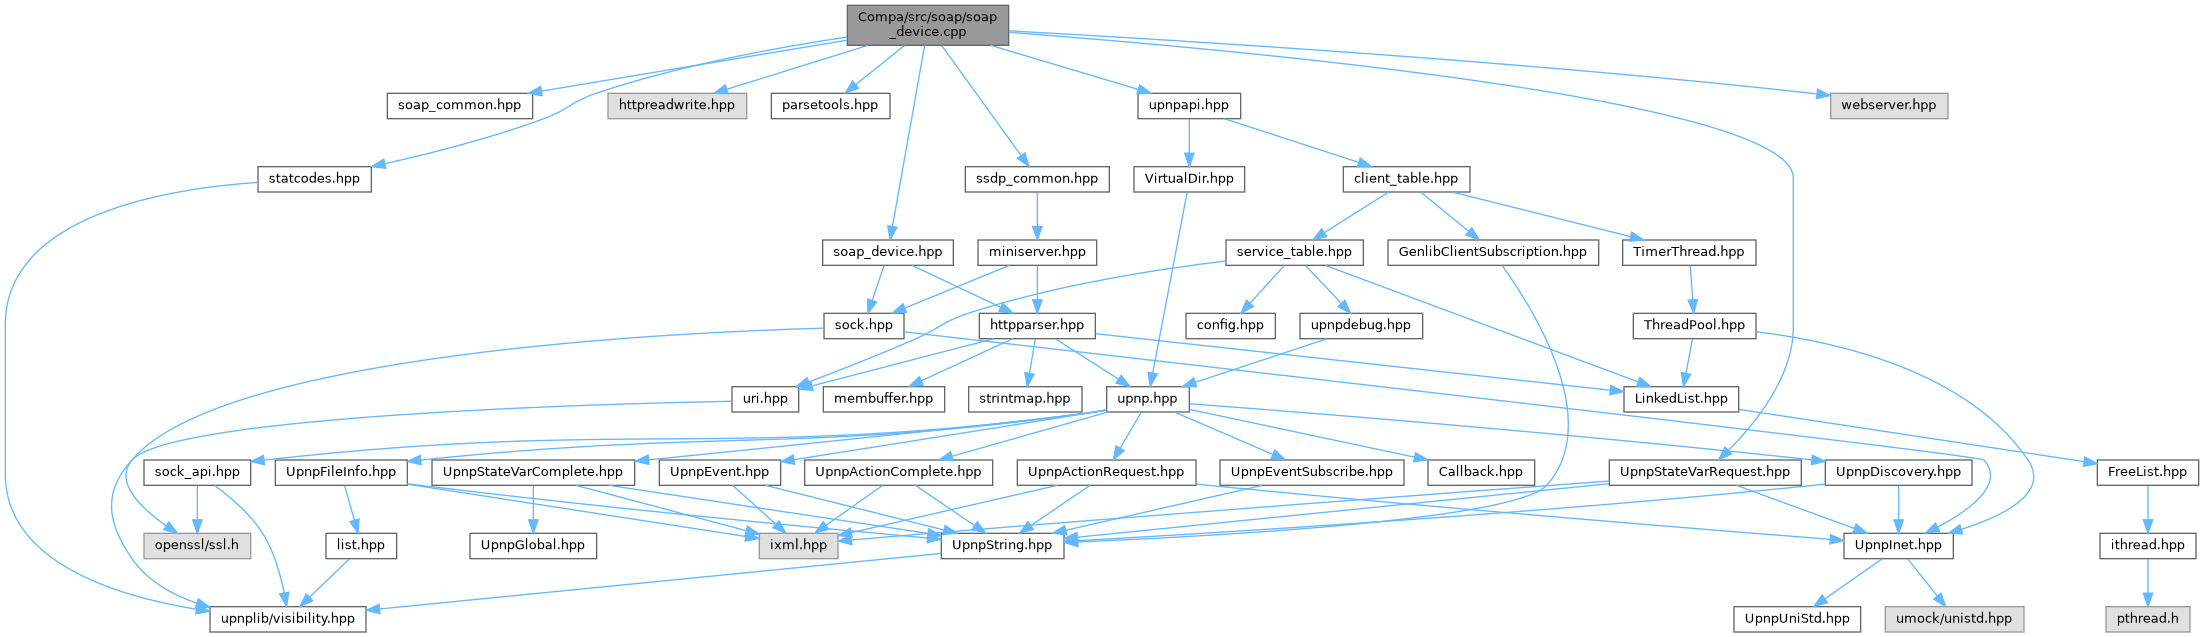 Compa/src/soap/soap
_device.cpp
soap_common.hpp
httpreadwrite.hpp
parsetools.hpp
upnpapi.hpp
webserver.hpp
statcodes.hpp
ssdp_common.hpp
VirtualDir.hpp
client_table.hpp
soap_device.hpp
miniserver.hpp
service_table.hpp
GenlibClientSubscription.hpp
TimerThread.hpp
sock.hpp
httpparser.hpp
config.hpp
upnpdebug.hpp
ThreadPool.hpp
uri.hpp
membuffer.hpp
strintmap.hpp
upnp.hpp
LinkedList.hpp
sock_api.hpp
UpnpFileInfo.hpp
UpnpStateVarComplete.hpp
UpnpEvent.hpp
UpnpActionComplete.hpp
UpnpActionRequest.hpp
UpnpEventSubscribe.hpp
Callback.hpp
UpnpStateVarRequest.hpp
UpnpDiscovery.hpp
FreeList.hpp
openssl/ssl.h
list.hpp
UpnpGlobal.hpp
ixml.hpp
UpnpString.hpp
UpnpInet.hpp
ithread.hpp
upnplib/visibility.hpp
UpnpUniStd.hpp
umock/unistd.hpp
pthread.h